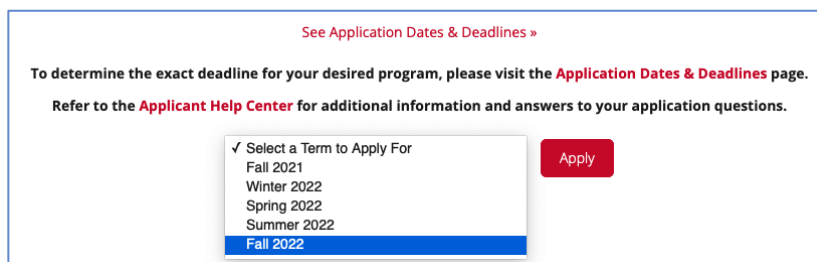 See Application Dates & Deadlines »
To determine the exact deadline for your desired program, please visit the Application Dates & Deadlines page.
Refer to the Applicant Help Center for additional information and answers to your application questions.
✓ Select a Term to Apply For
Fall 2021
Winter 2022
Spring 2022
Summer 2022
Fall 2022
Apply